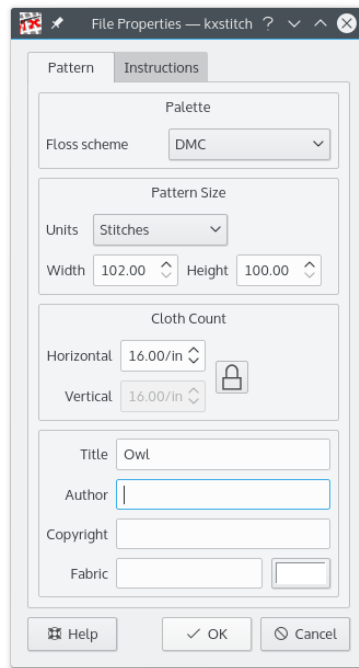 File Properties — kxstitch
Pattern Instructions
Palette
Floss scheme DMC
Pattern Size
Units Stitches
Width 102.00 Height 100.00
Cloth Count
Horizontal 16.00/in
Vertical 16.00/in
Title Owl
Author
Copyright
Fabric
Help OK Cancel